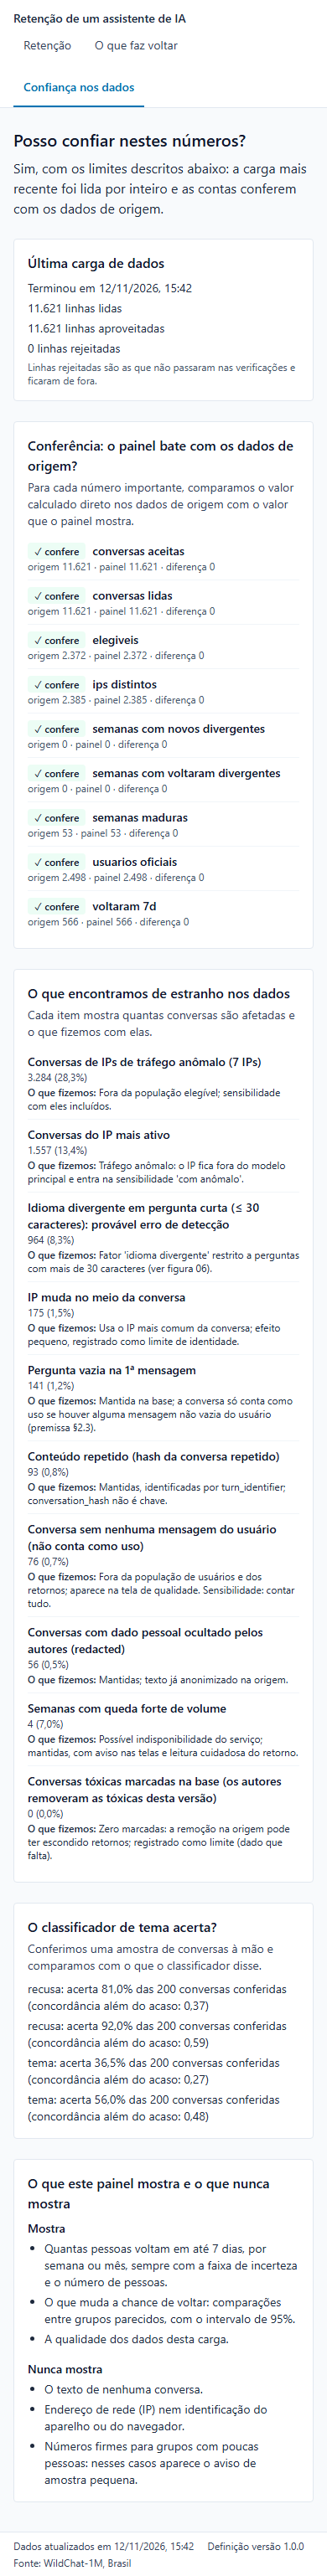 Retenção de um assistente de IA
Retenção O que faz voltar
Confiança nos dados
Posso confiar nestes números?
Sim, com os limites descritos abaixo: a carga mais
recente foi lida por inteiro e as contas conferem
com os dados de origem.
Última carga de dados
Terminou em 12/11/2026, 15:42
11.621 linhas lidas
11.621 linhas aproveitadas
0 linhas rejeitadas
Linhas rejeitadas são as que não passaram nas verificações e
ficaram de fora.
Conferência: o painel bate com os dados de
origem?
Para cada número importante, comparamos o valor
calculado direto nos dados de origem com o valor
que o painel mostra.
✓ confere conversas aceitas
origem 11.621 · painel 11.621 · diferença 0
✓ confere conversas lidas
origem 11.621 · painel 11.621 · diferença 0
✓ confere elegiveis
origem 2.372 · painel 2.372 · diferença 0
✓ confere ips distintos
origem 2.385 · painel 2.385 · diferença 0
✓ confere semanas com novos divergentes
origem 0 · painel 0 · diferença 0
✓ confere semanas com voltaram divergentes
origem 0 · painel 0 · diferença 0
✓ confere semanas maduras
origem 53 · painel 53 · diferença 0
✓ confere usuarios oficiais
origem 2.498 · painel 2.498 · diferença 0
✓ confere voltaram 7d
origem 566 · painel 566 · diferença 0
O que encontramos de estranho nos dados
Cada item mostra quantas conversas são afetadas e
o que fizemos com elas.
Conversas de IPs de tráfego anômalo (7 IPs)
3.284 (28,3%)
O que fizemos: Fora da população elegível; sensibilidade
com eles incluídos.
Conversas do IP mais ativo
1.557 (13,4%)
O que fizemos: Tráfego anômalo: o IP fica fora do modelo
principal e entra na sensibilidade 'com anômalo'.
Idioma divergente em pergunta curta (≤ 30
caracteres): provável erro de detecção
964 (8,3%)
O que fizemos: Fator 'idioma divergente' restrito a perguntas
com mais de 30 caracteres (ver figura 06).
IP muda no meio da conversa
175 (1,5%)
O que fizemos: Usa o IP mais comum da conversa; efeito
pequeno, registrado como limite de identidade.
Pergunta vazia na 1ª mensagem
141 (1,2%)
O que fizemos: Mantida na base; a conversa só conta como
uso se houver alguma mensagem não vazia do usuário
(premissa §2.3).
Conteúdo repetido (hash da conversa repetido)
93 (0,8%)
O que fizemos: Mantidas, identificadas por turn_identifier;
conversation_hash não é chave.
Conversa sem nenhuma mensagem do usuário
(não conta como uso)
76 (0,7%)
O que fizemos: Fora da população de usuários e dos
retornos; aparece na tela de qualidade. Sensibilidade: contar
tudo.
Conversas com dado pessoal ocultado pelos
autores (redacted)
56 (0,5%)
O que fizemos: Mantidas; texto já anonimizado na origem.
Semanas com queda forte de volume
4 (7,0%)
O que fizemos: Possível indisponibilidade do serviço;
mantidas, com aviso nas telas e leitura cuidadosa do retorno.
Conversas tóxicas marcadas na base (os autores
removeram as tóxicas desta versão)
0 (0,0%)
O que fizemos: Zero marcadas: a remoção na origem pode
ter escondido retornos; registrado como limite (dado que
falta).
O classificador de tema acerta?
Conferimos uma amostra de conversas à mão e
comparamos com o que o classificador disse.
recusa: acerta 81,0% das 200 conversas conferidas
(concordância além do acaso: 0,37)
recusa: acerta 92,0% das 200 conversas conferidas
(concordância além do acaso: 0,59)
tema: acerta 36,5% das 200 conversas conferidas
(concordância além do acaso: 0,27)
tema: acerta 56,0% das 200 conversas conferidas
(concordância além do acaso: 0,48)
O que este painel mostra e o que nunca
mostra
Mostra
• Quantas pessoas voltam em até 7 dias, por
semana ou mês, sempre com a faixa de incerteza
e o número de pessoas.
• O que muda a chance de voltar: comparações
entre grupos parecidos, com o intervalo de 95%.
• A qualidade dos dados desta carga.
Nunca mostra
• O texto de nenhuma conversa.
• Endereço de rede (IP) nem identificação do
aparelho ou do navegador.
• Números firmes para grupos com poucas
pessoas: nesses casos aparece o aviso de
amostra pequena.
Dados atualizados em 12/11/2026, 15:42 Definição versão 1.0.0
Fonte: WildChat-1M, Brasil